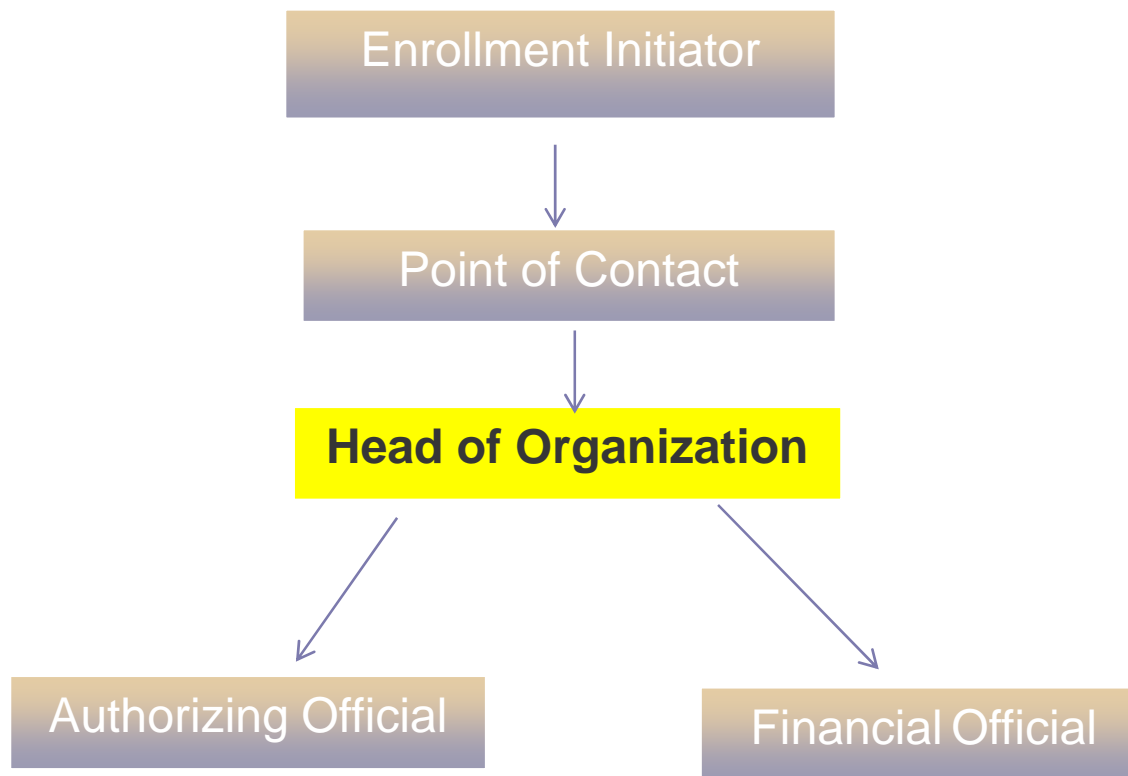 Enrollment Initiator
Point of Contact
Head of Organization
Authorizing Official
Financial Official